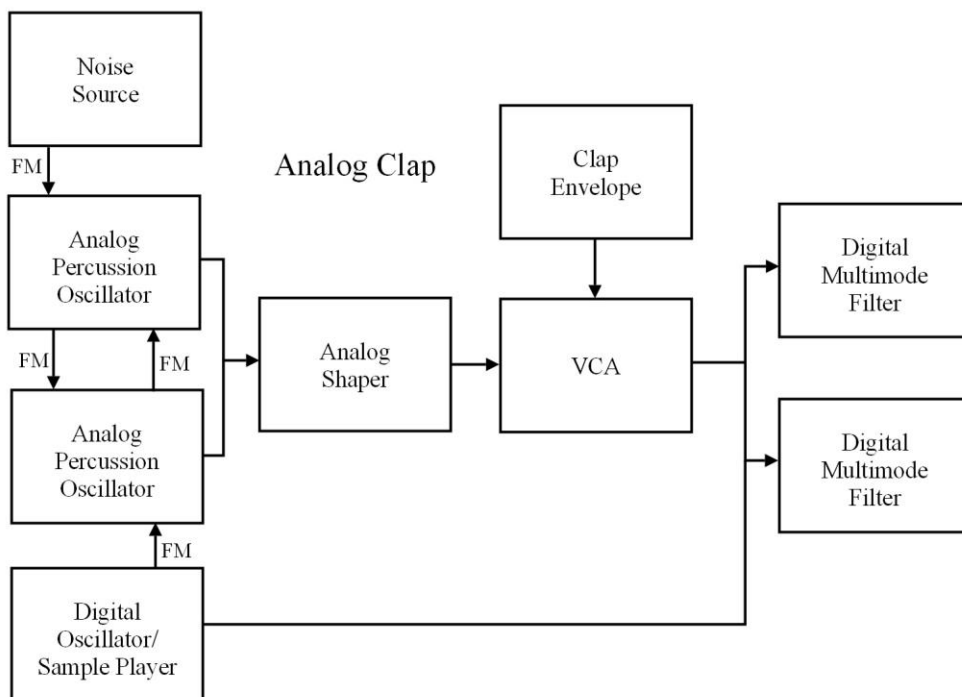 Noise
Source
FM
Analog Clap
Clap
Envelope
Analog
Percussion
Oscillator
Digital
Multimode
Filter
FM
FM
Analog
Shaper
VCA
Analog
Percussion
Oscillator
Digital
Multimode
Filter
FM
Digital
Oscillator/
Sample Player